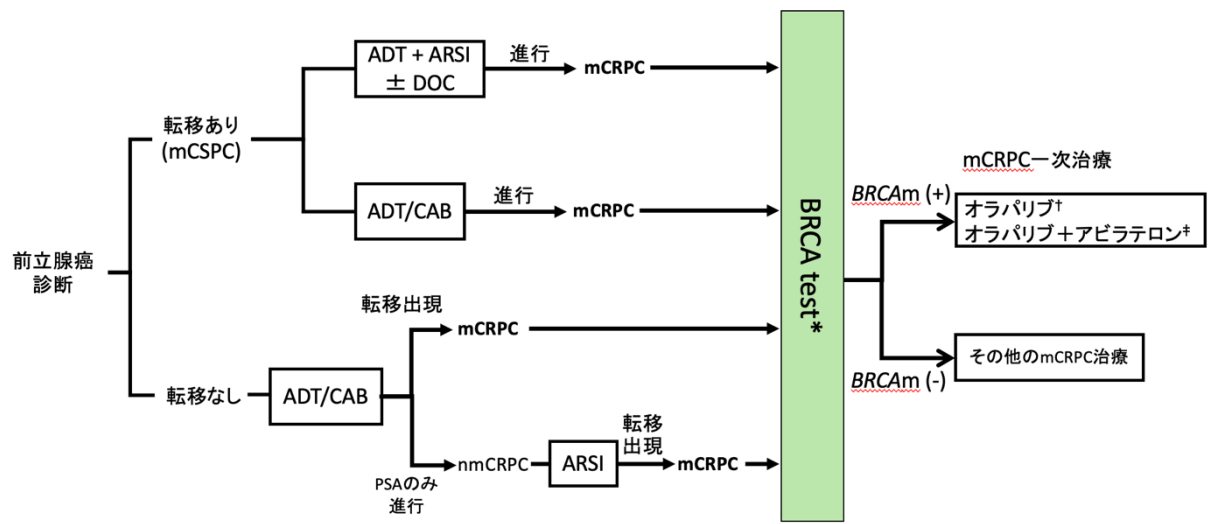 前立腺癌
診断
転移あり
(mCSPC)
ADT + ARSI
± DOC
進行
mCRPC
ADT/CAB
進行
mCRPC
転移なし
ADT/CAB
転移出現
mCRPC
PSAのみ
進行
nmCRPC
ARSI
転移
出現
mCRPC
BRCA test*
mCRPC一次治療
BRCAm (+)
オラパリブ†
オラパリブ＋アビラテロン‡
BRCAm (-)
その他のmCRPC治療